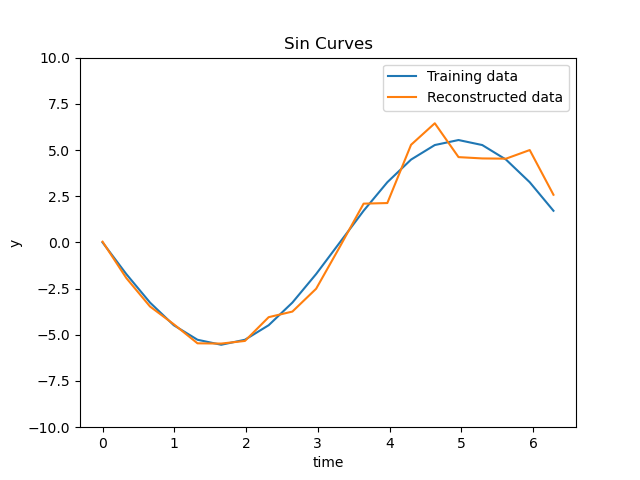 Sin Curves
Training data
Reconstructed data
10.0
7.5
5.0
2.5
0.0
−2.5
−5.0
−7.5
−10.0
y
0 1 2 3 4 5 6
time